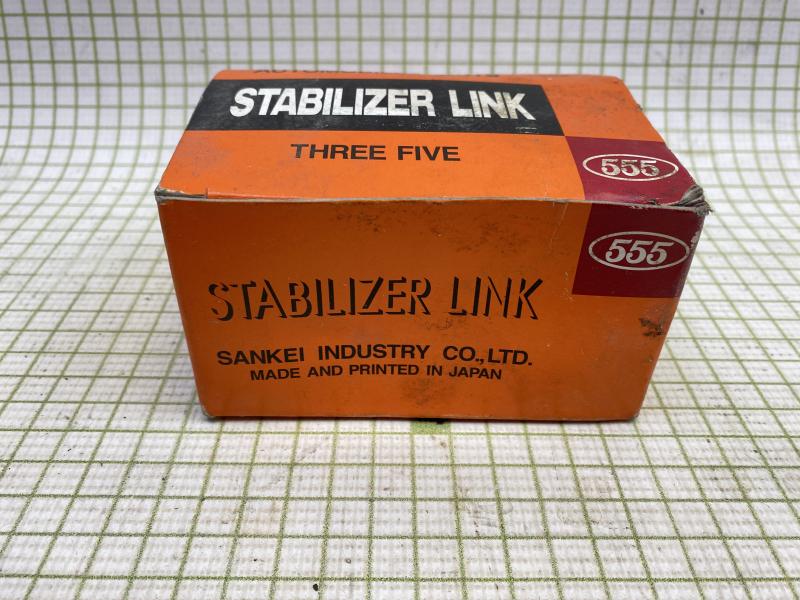 STABILIZER LINK
THREE FIVE
555
555
STABILIZER LINK
SANKEI INDUSTRY CO.,LTD.
MADE AND PRINTED IN JAPAN